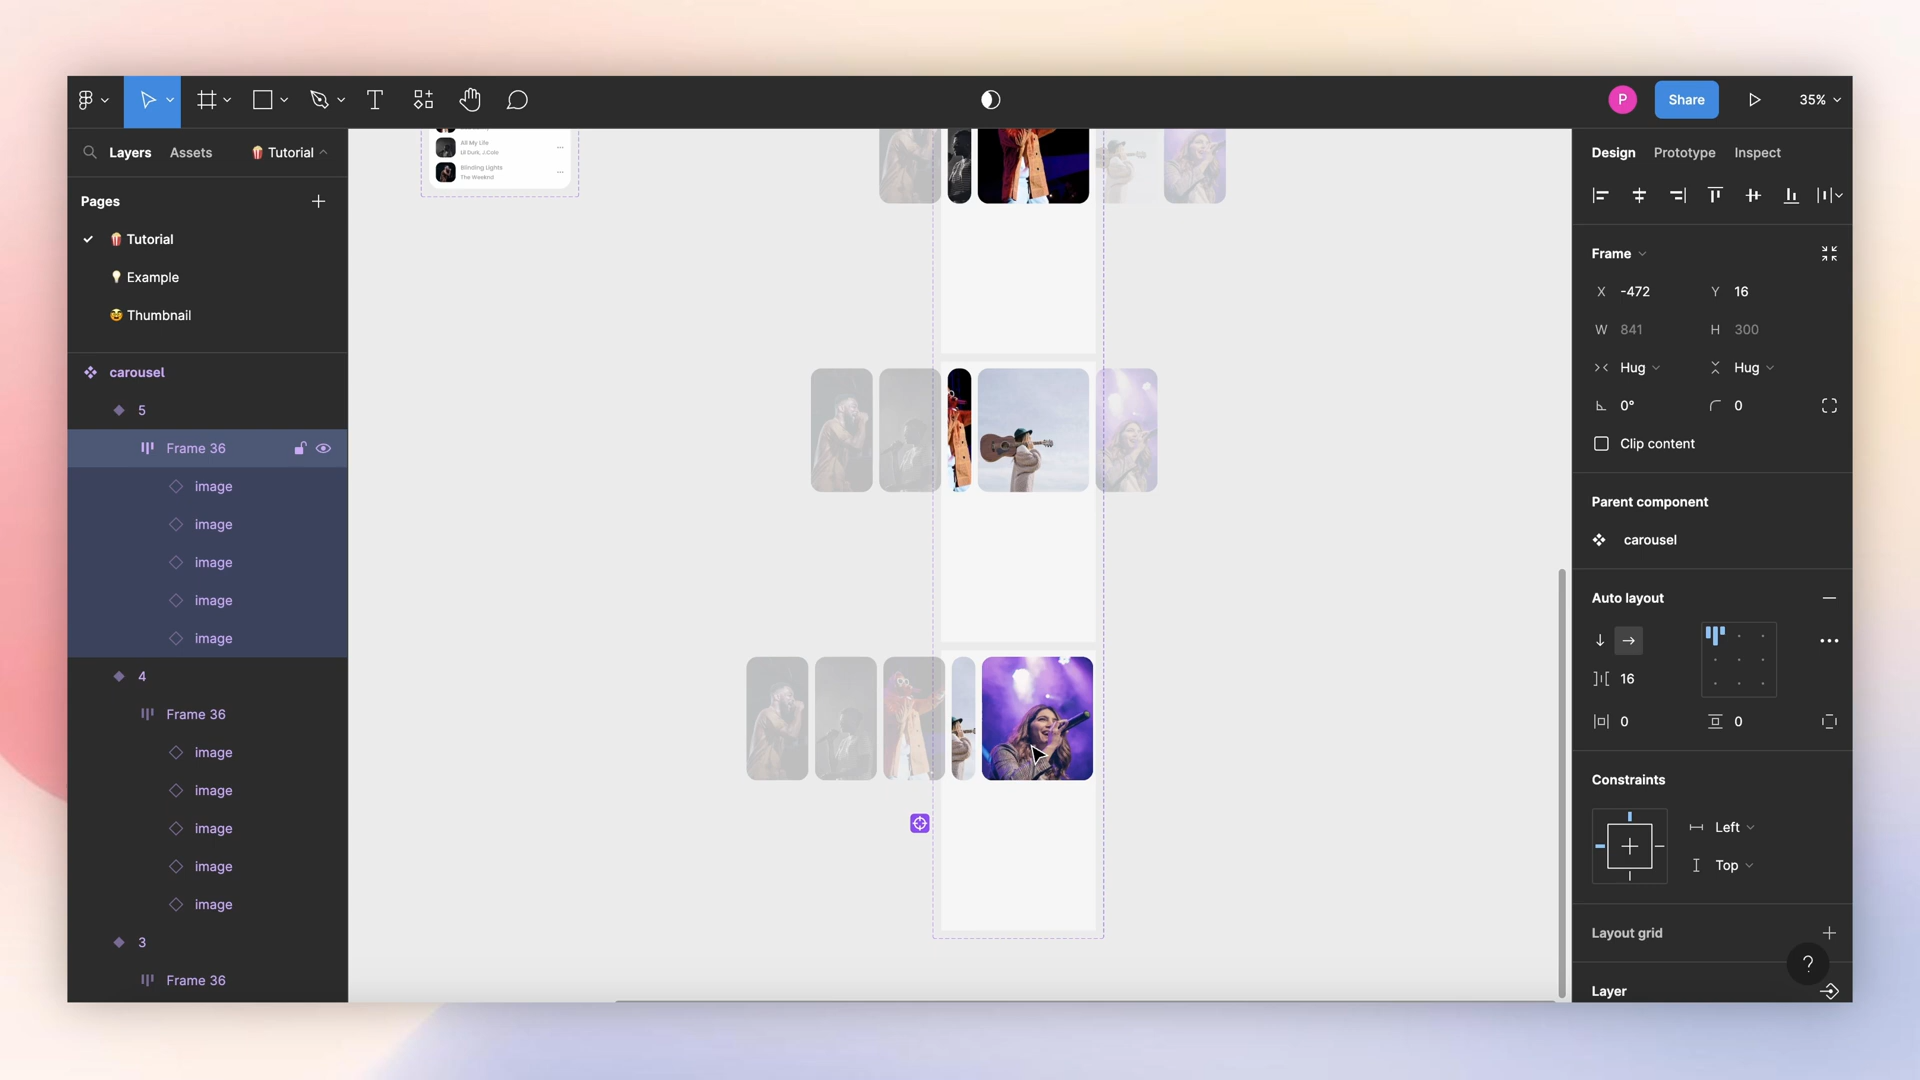 P
Share
35%
Layers
Assets
Tutorial
Pages
Tutorial
Example
Thumbnail
carousel
5
Frame 36
image
image
image
image
image
4
Frame 36
image
image
image
image
image
3
Frame 36
All My Life
Lil Durk, J.Cole
Blinding Lights
The Weeknd
Design
Prototype
Inspect
Frame
X -472
Y 16
W 841
H 300
Hug
Hug
0°
0
Clip content
Parent component
carousel
Auto layout
16
0
0
Constraints
Left
Top
Layout grid
?
Layer